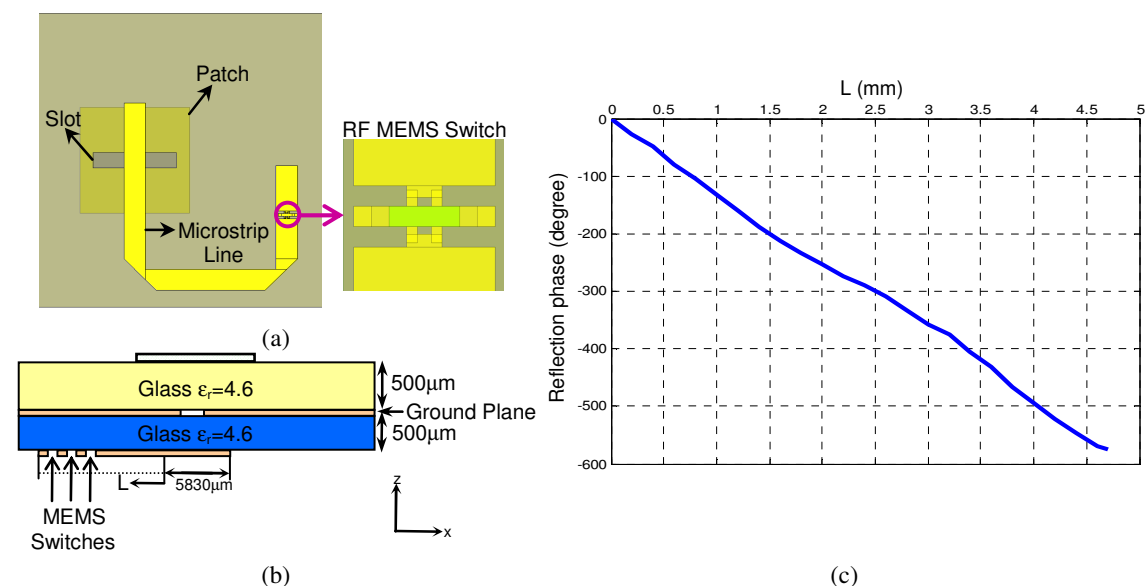 Patch
Slot
RF MEMS Switch
Microstrip
Line
(a)
Glass εr=4.6
500μm
Ground Plane
Glass εr=4.6
500μm
L
5830μm
MEMS
Switches
z
x
(b)
L (mm)
0 0.5 1 1.5 2 2.5 3 3.5 4 4.5 5
0
-100
-200
-300
-400
-500
-600
Reflection phase (degree)
(c)